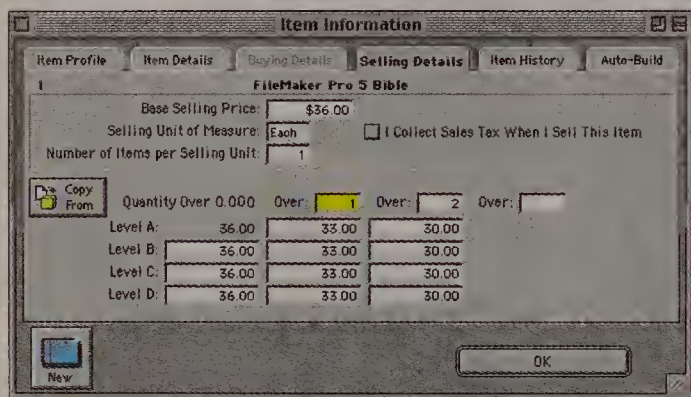 Item Information
Item Profile Item Details Buying Details Selling Details Item History Auto-Build
1 FileMaker Pro 5 Bible
Base Selling Price: $36.00
Selling Unit of Measure: Each I Collect Sales Tax When I Sell This Item
Number of Items per Selling Unit: 1
Copy From Quantity Over 0.000 Over: 1 Over: 2 Over:
Level A: 36.00 33.00 30.00
Level B: 36.00 33.00 30.00
Level C: 36.00 33.00 30.00
Level D: 36.00 33.00 30.00
New OK